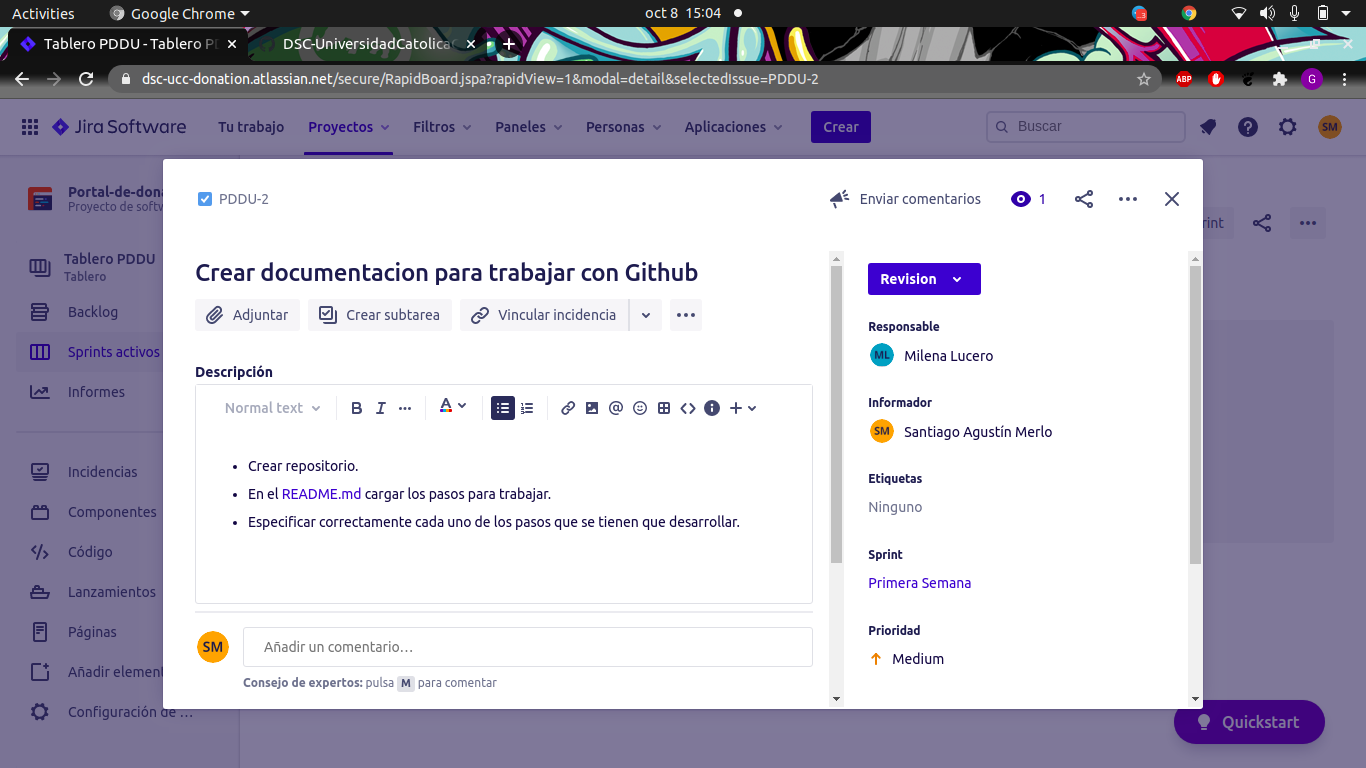 Activities
Google Chrome
oct 8 15:04
Tablero PDDU - Tablero PD
DSC-UniversidadCatolica
dsc-ucc-donation.atlassian.net/secure/RapidBoard.jspa?rapidView=1&modal=detail&selectedIssue=PDDU-2
ABP
G
Jira Software
Tu trabajo
Proyectos
Filtros
Paneles
Personas
Aplicaciones
Crear
Buscar
SM
Portal-de-dona
Proyecto de softw
Tablero PDDU
Tablero
Backlog
Sprints activos
Informes
Incidencias
Componentes
Código
Lanzamientos
Páginas
Añadir element
Configuración de ...
PDDU-2
Enviar comentarios
1
rint
Crear documentacion para trabajar con Github
Adjuntar
Crear subtarea
Vincular incidencia
Descripción
Normal text
B I ... A
• Crear repositorio.
• En el README.md cargar los pasos para trabajar.
• Especificar correctamente cada uno de los pasos que se tienen que desarrollar.
SM
Añadir un comentario...
Consejo de expertos: pulsa M para comentar
Revision
Responsable
ML Milena Lucero
Informador
SM Santiago Agustín Merlo
Etiquetas
Ninguno
Sprint
Primera Semana
Prioridad
Medium
Quickstart